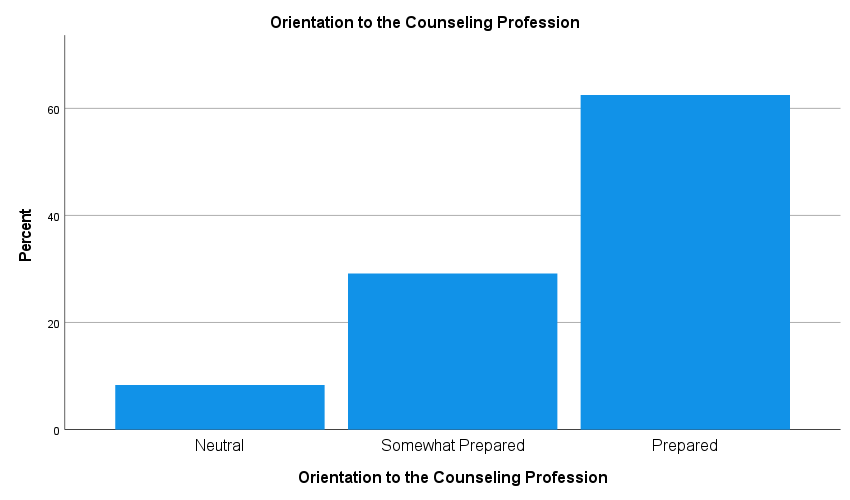 Orientation to the Counseling Profession
60
40
20
0
Percent
Neutral
Somewhat Prepared
Prepared
Orientation to the Counseling Profession